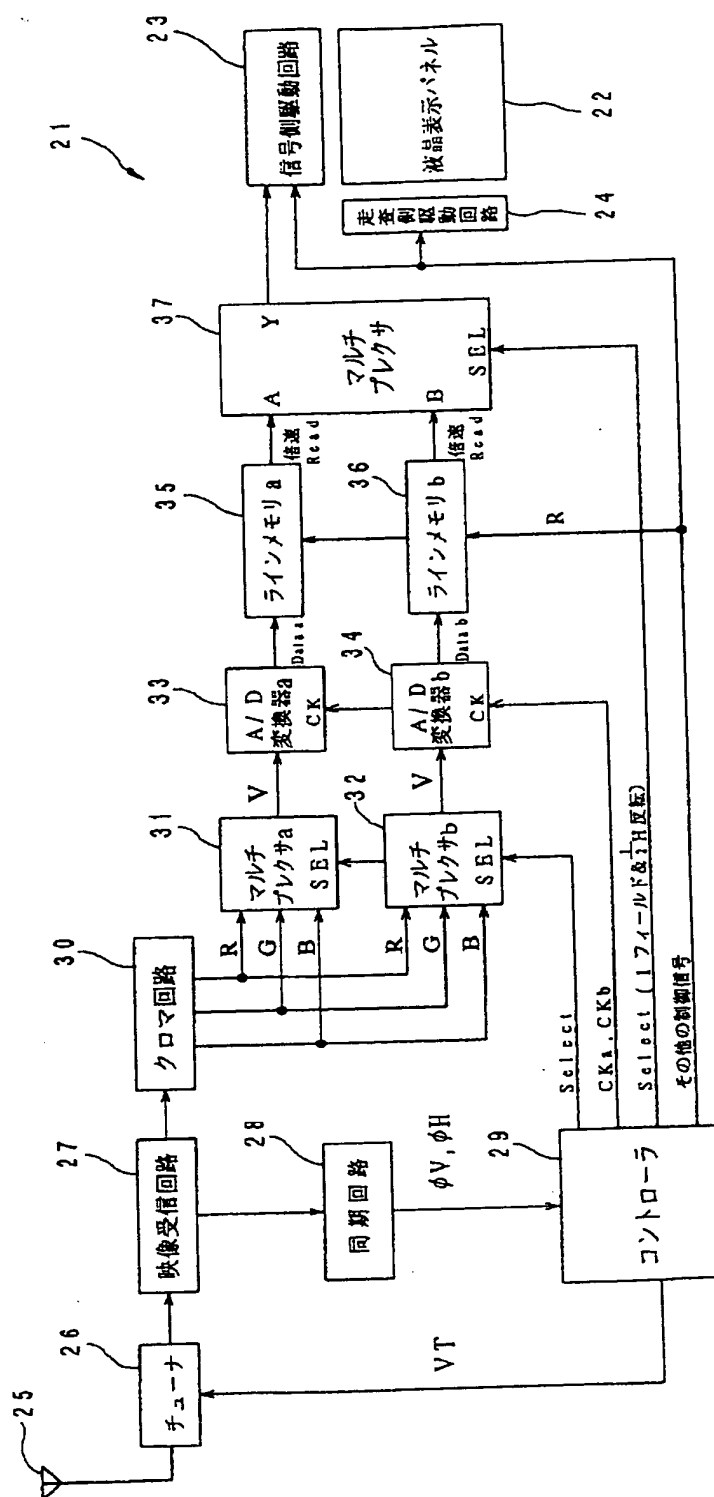 21
25
26
チューナ
27
映像受信回路
30
クロマ回路
28
同期回路
φV,φH
29
コントローラ
VT
R
G
B
R
G
B
31
マルチ
プレクサa
SEL
32
マルチ
プレクサb
SEL
V
V
33
A/D
変換器a
CK
34
A/D
変換器b
CK
Data a
Data b
35
ラインメモリa
36
ラインメモリb
R
倍速
Read
倍速
Read
37
A
Y
マルチ
プレクサ
B
SEL
23
信号側駆動回路
液晶表示パネル
22
走査側駆動回路
24
Select
CKa,CKb
Select(1フィールド&1/2H反転)
その他の制御信号